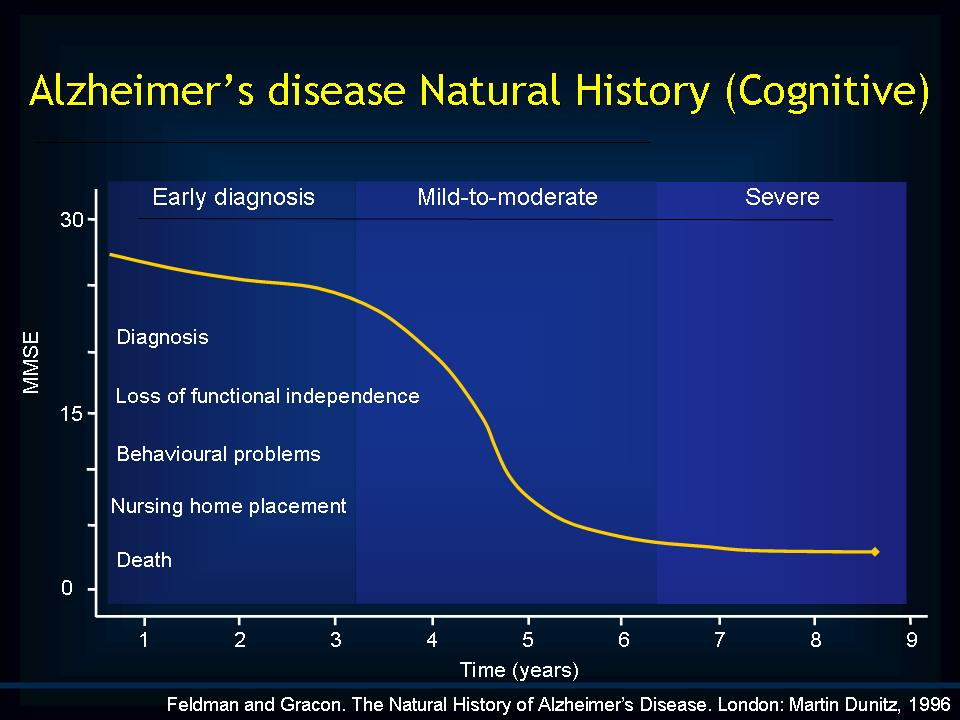 Alzheimer's disease Natural History (Cognitive)
Early diagnosis Mild-to-moderate Severe
30
Diagnosis
MMSE
Loss of functional independence
15
Behavioural problems
Nursing home placement
Death
0
1 2 3 4 5 6 7 8 9
Time (years)
Feldman and Gracon. The Natural History of Alzheimer's Disease. London: Martin Dunitz, 1996